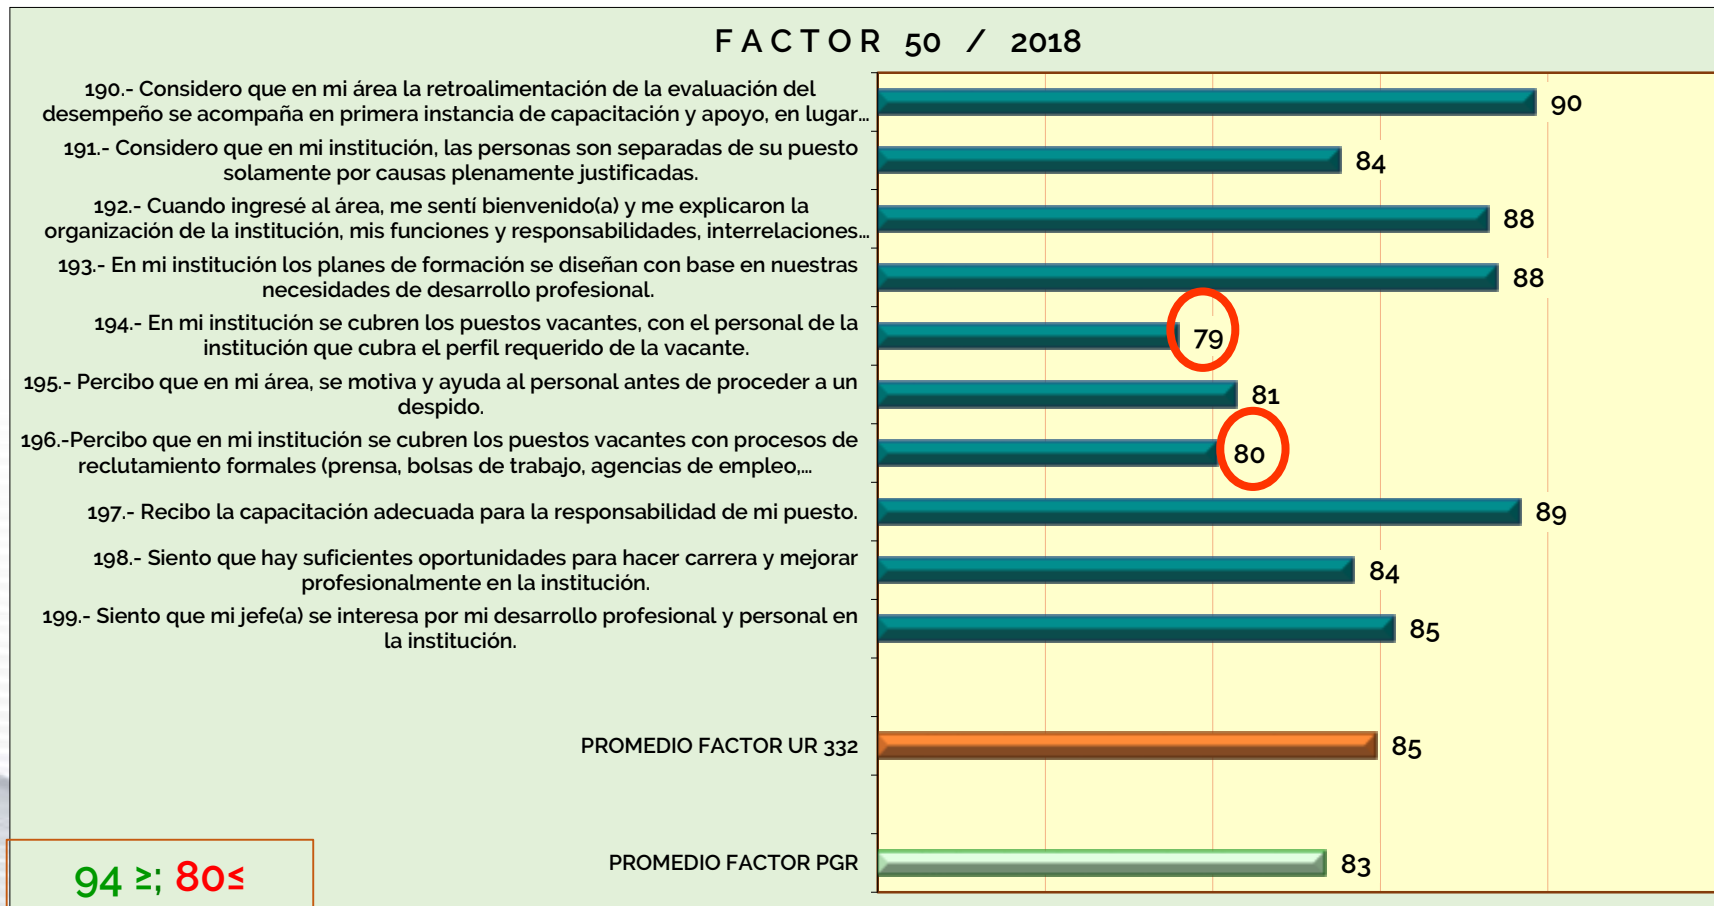 FACTOR 50 / 2018
190.- Considero que en mi área la retroalimentación de la evaluación del
desempeño se acompaña en primera instancia de capacitación y apoyo, en lugar...
90
191.- Considero que en mi institución, las personas son separadas de su puesto
solamente por causas plenamente justificadas.
84
192.- Cuando ingresé al área, me sentí bienvenido(a) y me explicaron la
organización de la institución, mis funciones y responsabilidades, interrelaciones...
88
193.- En mi institución los planes de formación se diseñan con base en nuestras
necesidades de desarrollo profesional.
88
194.- En mi institución se cubren los puestos vacantes, con el personal de la
institución que cubra el perfil requerido de la vacante.
79
195.- Percibo que en mi área, se motiva y ayuda al personal antes de proceder a un
despido.
81
196.-Percibo que en mi institución se cubren los puestos vacantes con procesos de
reclutamiento formales (prensa, bolsas de trabajo, agencias de empleo,...
80
197.- Recibo la capacitación adecuada para la responsabilidad de mi puesto.
89
198.- Siento que hay suficientes oportunidades para hacer carrera y mejorar
profesionalmente en la institución.
84
199.- Siento que mi jefe(a) se interesa por mi desarrollo profesional y personal en
la institución.
85
PROMEDIO FACTOR UR 332
85
PROMEDIO FACTOR PGR
83
94 ≥; 80≤